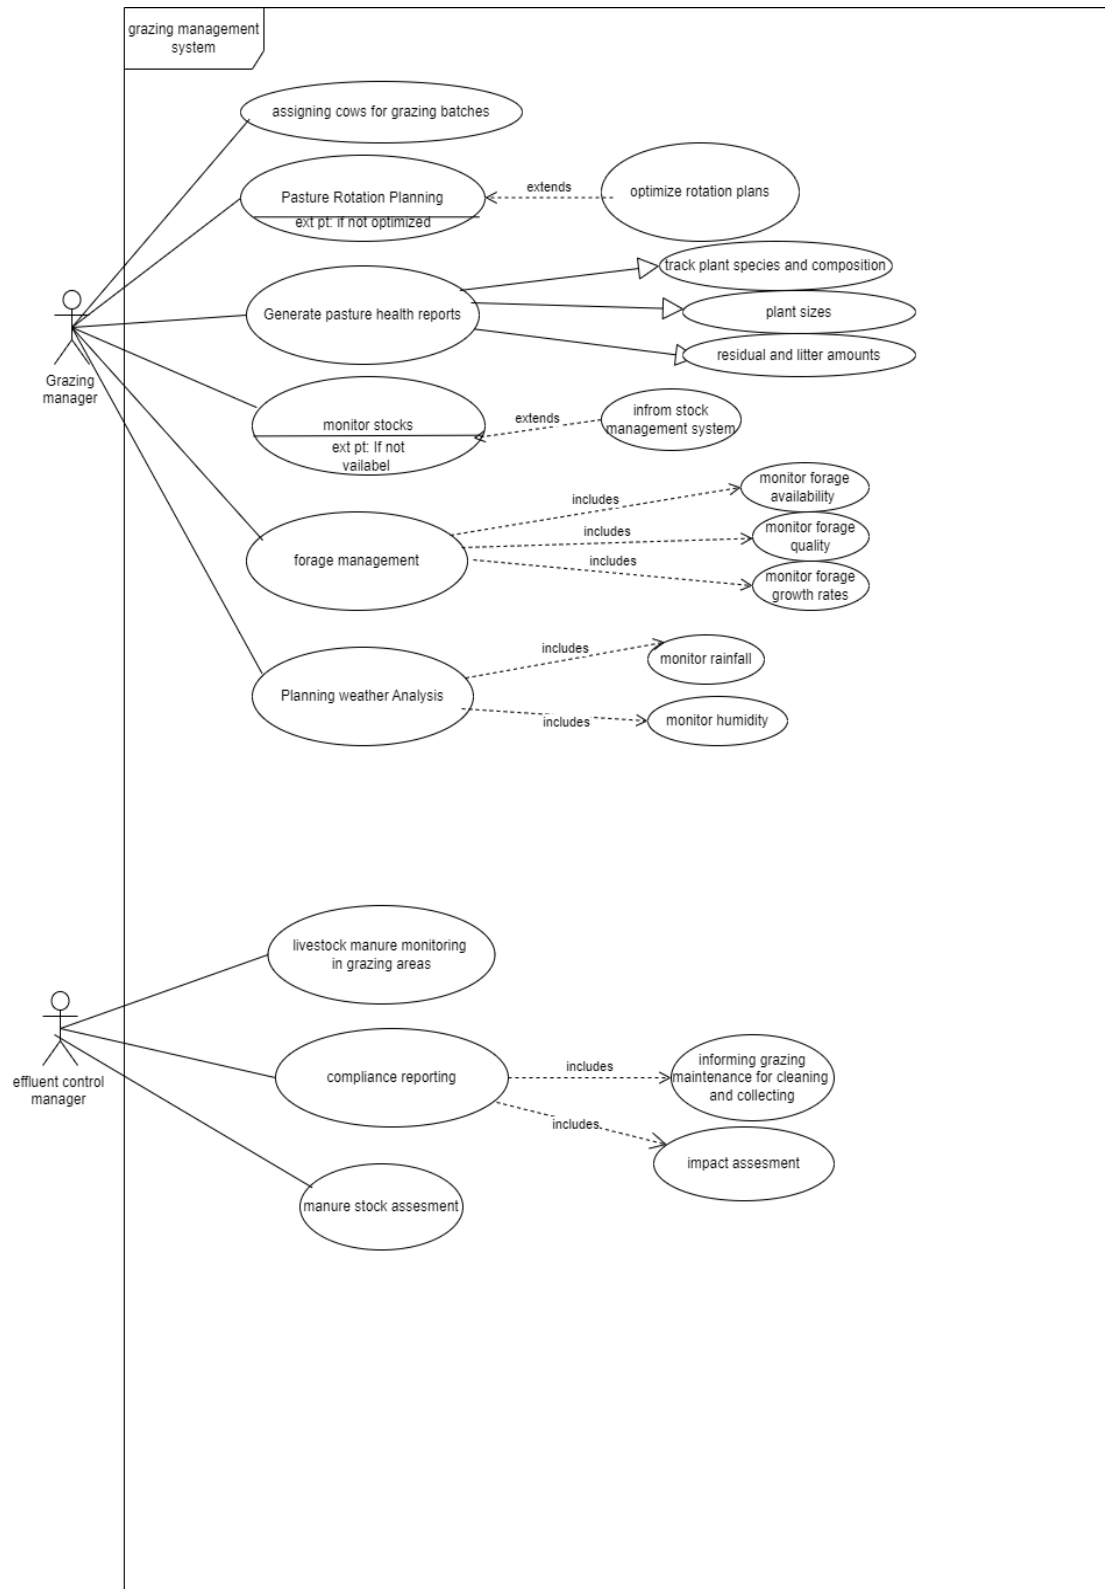 grazing management
system
assigning cows for grazing batches
Pasture Rotation Planning
ext pt: if not optimized
extends
optimize rotation plans
track plant species and composition
Generate pasture health reports
plant sizes
residual and litter amounts
Grazing
manager
monitor stocks
ext pt: If not
vailabel
extends
infrom stock
management system
monitor forage
availability
includes
forage management
includes
monitor forage
quality
includes
monitor forage
growth rates
Planning weather Analysis
includes
monitor rainfall
includes
monitor humidity
livestock manure monitoring
in grazing areas
effluent control
manager
compliance reporting
includes
informing grazing
maintenance for cleaning
and collecting
includes
impact assesment
manure stock assesment